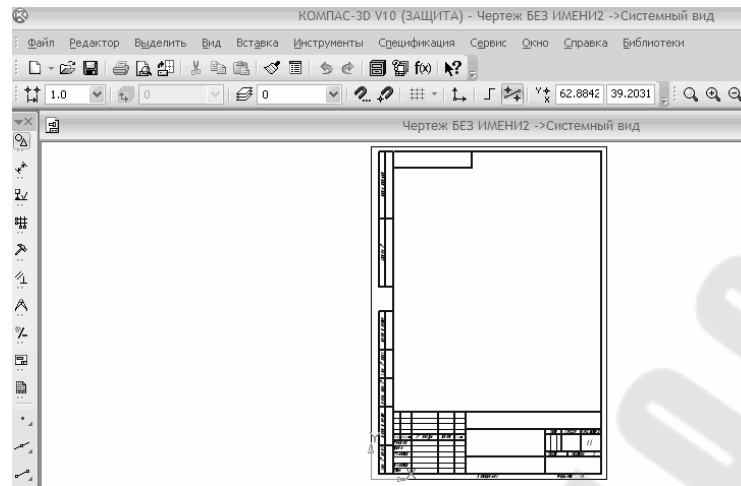 КОМПАС-3D V10 (ЗАЩИТА) - Чертеж БЕЗ ИМЕНИ2 ->Системный вид
Файл Редактор Выделить Вид Вставка Инструменты Спецификация Сервис Окно Справка Библиотеки
f(x)
1.0 0 0 62.8842 39.2031
Чертеж БЕЗ ИМЕНИ2 ->Системный вид